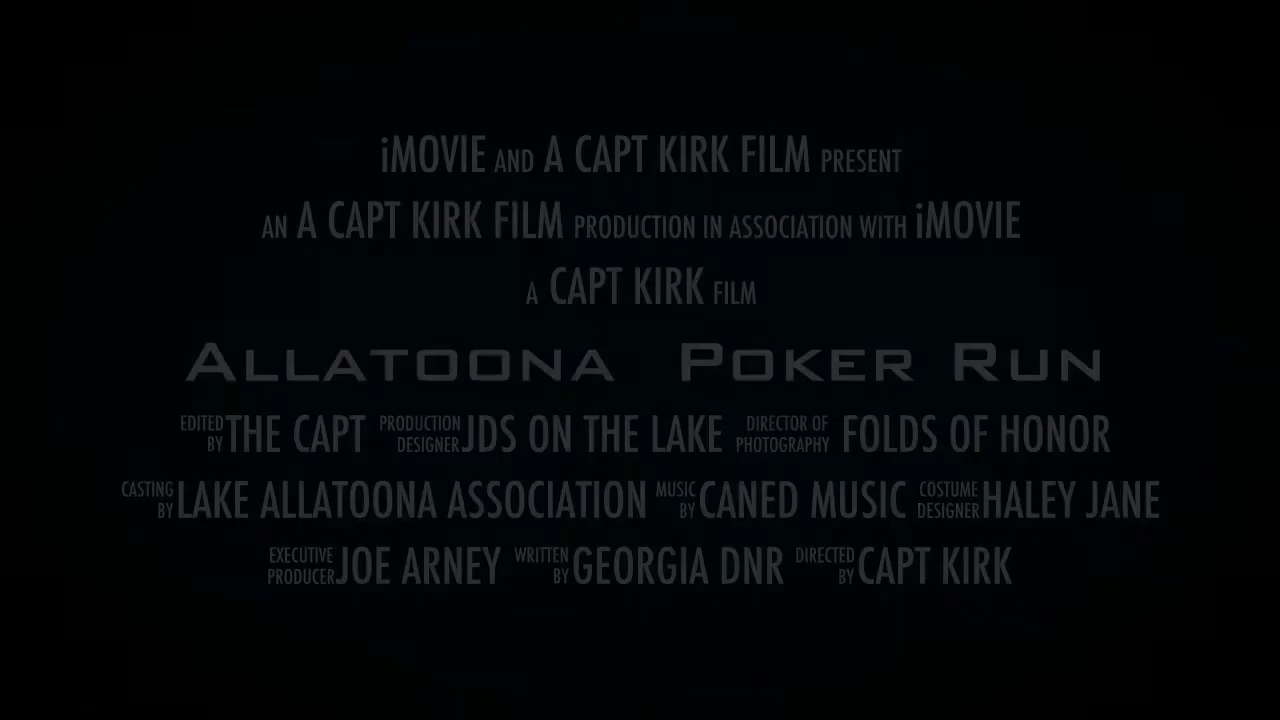 iMOVIE AND A CAPT KIRK FILM PRESENT
AN A CAPT KIRK FILM PRODUCTION IN ASSOCIATION WITH iMOVIE
A CAPT KIRK FILM
ALLATOONA POKER RUN
EDITED BY THE CAPT PRODUCTION DESIGNER JDS ON THE LAKE DIRECTOR OF PHOTOGRAPHY FOLDS OF HONOR
CASTING BY LAKE ALLATOONA ASSOCIATION MUSIC BY CANED MUSIC COSTUME DESIGNER HALEY JANE
EXECUTIVE PRODUCER JOE ARNEY WRITTEN BY GEORGIA DNR DIRECTED BY CAPT KIRK